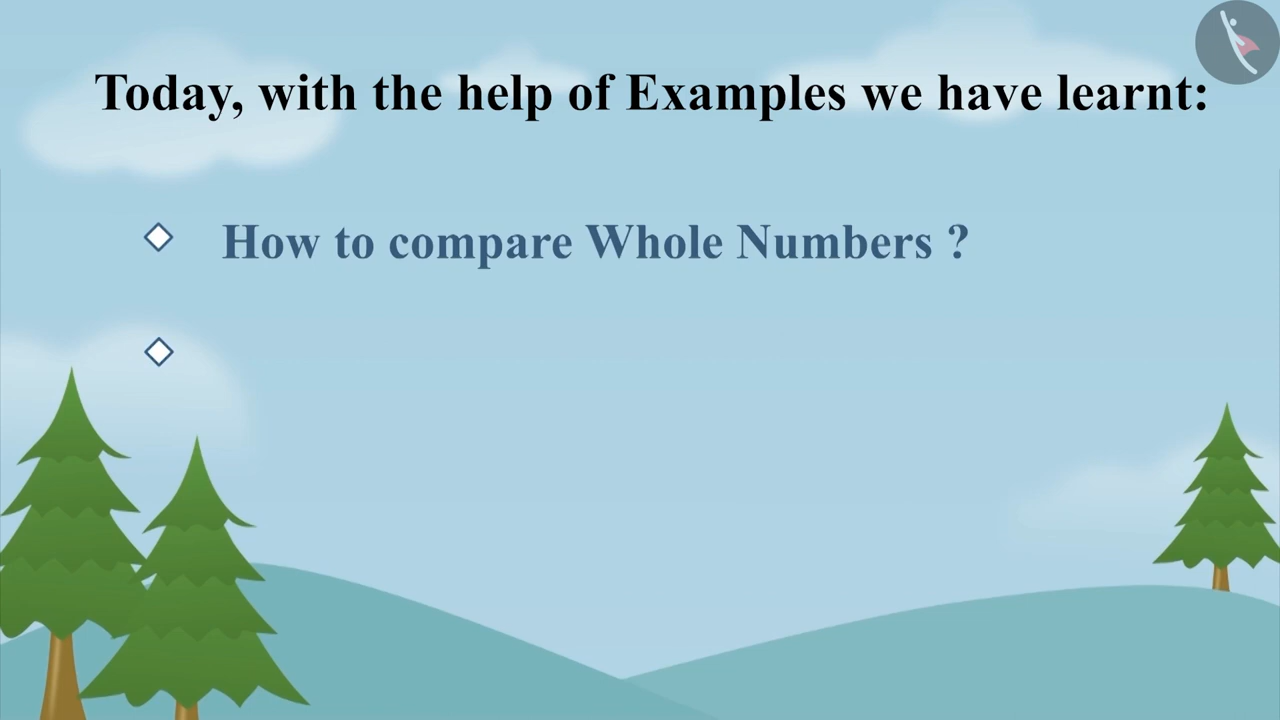 Today, with the help of Examples we have learnt:
How to compare Whole Numbers ?